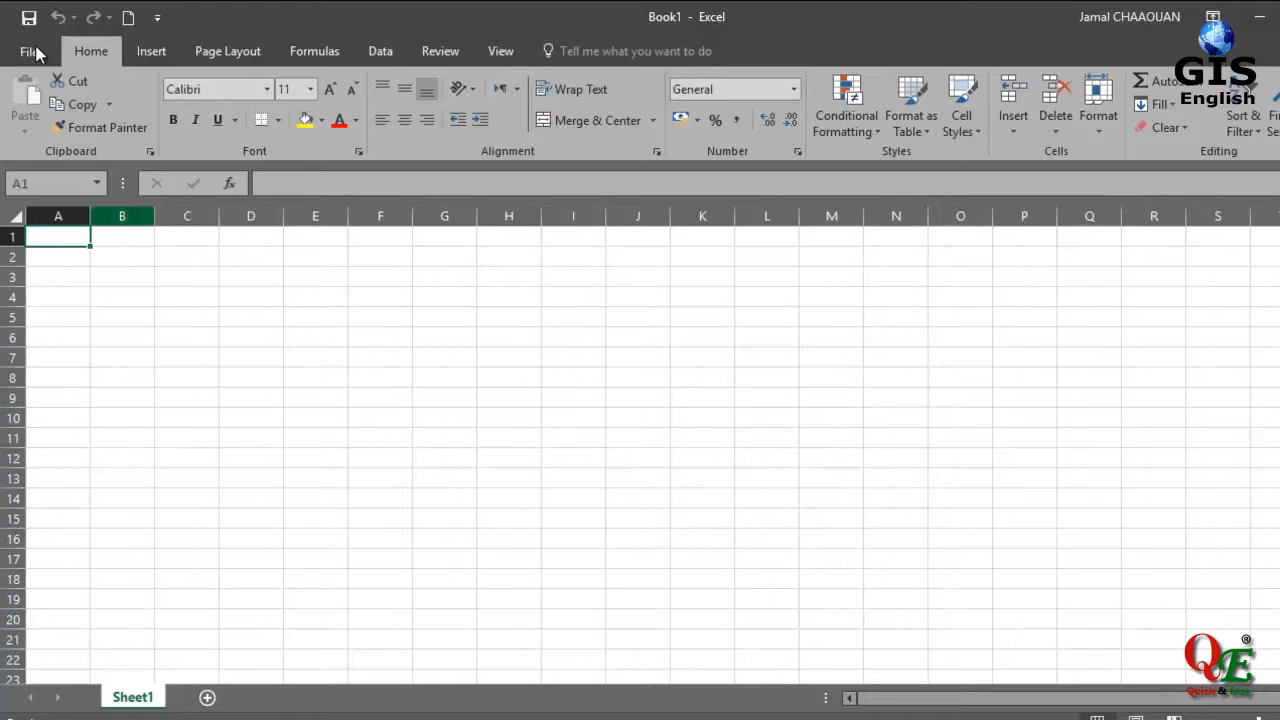 Book1 - Excel
Jamal CHAAOUAN
File Home Insert Page Layout Formulas Data Review View Tell me what you want to do
GIS
English
Paste
Cut
Copy
Format Painter
Clipboard
Calibri 11
B I U A
Font
Wrap Text
Merge & Center
Alignment
General
% ,
Number
Conditional Formatting
Format as Table
Cell Styles
Styles
Insert Delete Format
Cells
Fill
Clear
Sort &
Filter
Editing
A1 fx
A B C D E F G H I J K L M N O P Q R S
1
2
3
4
5
6
7
8
9
10
11
12
13
14
15
16
17
18
19
20
21
22
23
Sheet1
QE ®
Quick & Easy